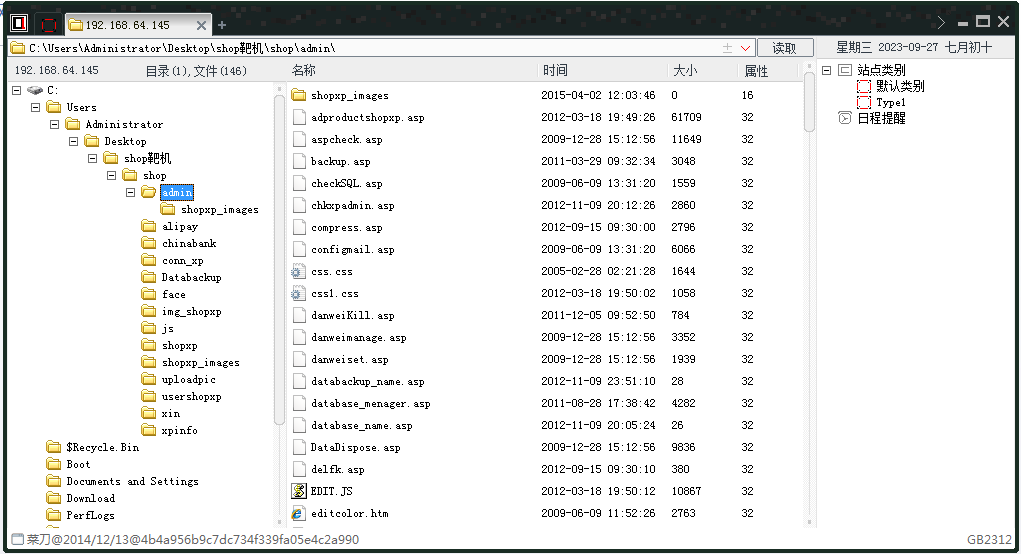 192.168.64.145
C:\Users\Administrator\Desktop\shop靶机\shop\admin\ 读取 星期三 2023-09-27 七月初十
192.168.64.145 目录(1),文件(146)
C:
Users
Administrator
Desktop
shop靶机
shop
admin
shopxp_images
alipay
chinabank
conn_xp
Databackup
face
img_shopxp
js
shopxp
shopxp_images
uploadpic
usershopxp
xin
xpinfo
$Recycle.Bin
Boot
Documents and Settings
Download
PerfLogs
名称 时间 大小 属性
shopxp_images 2015-04-02 12:03:46 0 16
adproductshopxp.asp 2012-03-18 19:49:26 61709 32
aspcheck.asp 2009-12-28 15:12:56 11649 32
backup.asp 2011-03-29 09:32:34 3048 32
checkSQL.asp 2009-06-09 13:31:20 1559 32
chkxpadmin.asp 2012-11-09 20:12:26 2860 32
compress.asp 2012-09-15 09:30:00 2796 32
configmail.asp 2009-06-09 13:31:20 6066 32
css.css 2005-02-28 02:21:28 1644 32
css1.css 2012-03-18 19:50:02 1058 32
danweiKill.asp 2011-12-05 09:52:50 784 32
danweimanage.asp 2009-12-28 15:12:56 3352 32
danweiset.asp 2009-12-28 15:12:56 1939 32
databackup_name.asp 2012-11-09 23:51:10 28 32
database_menager.asp 2011-08-28 17:38:42 4282 32
database_name.asp 2012-11-09 20:05:24 26 32
DataDispose.asp 2009-12-28 15:12:56 9836 32
delfk.asp 2012-09-15 09:30:10 380 32
EDIT.JS 2012-03-18 19:50:12 10867 32
editcolor.htm 2009-06-09 11:52:26 2763 32
站点类别
默认类别
Type1
日程提醒
菜刀@2014/12/13@4b4a956b9c7dc734f339fa05e4c2a990 GB2312